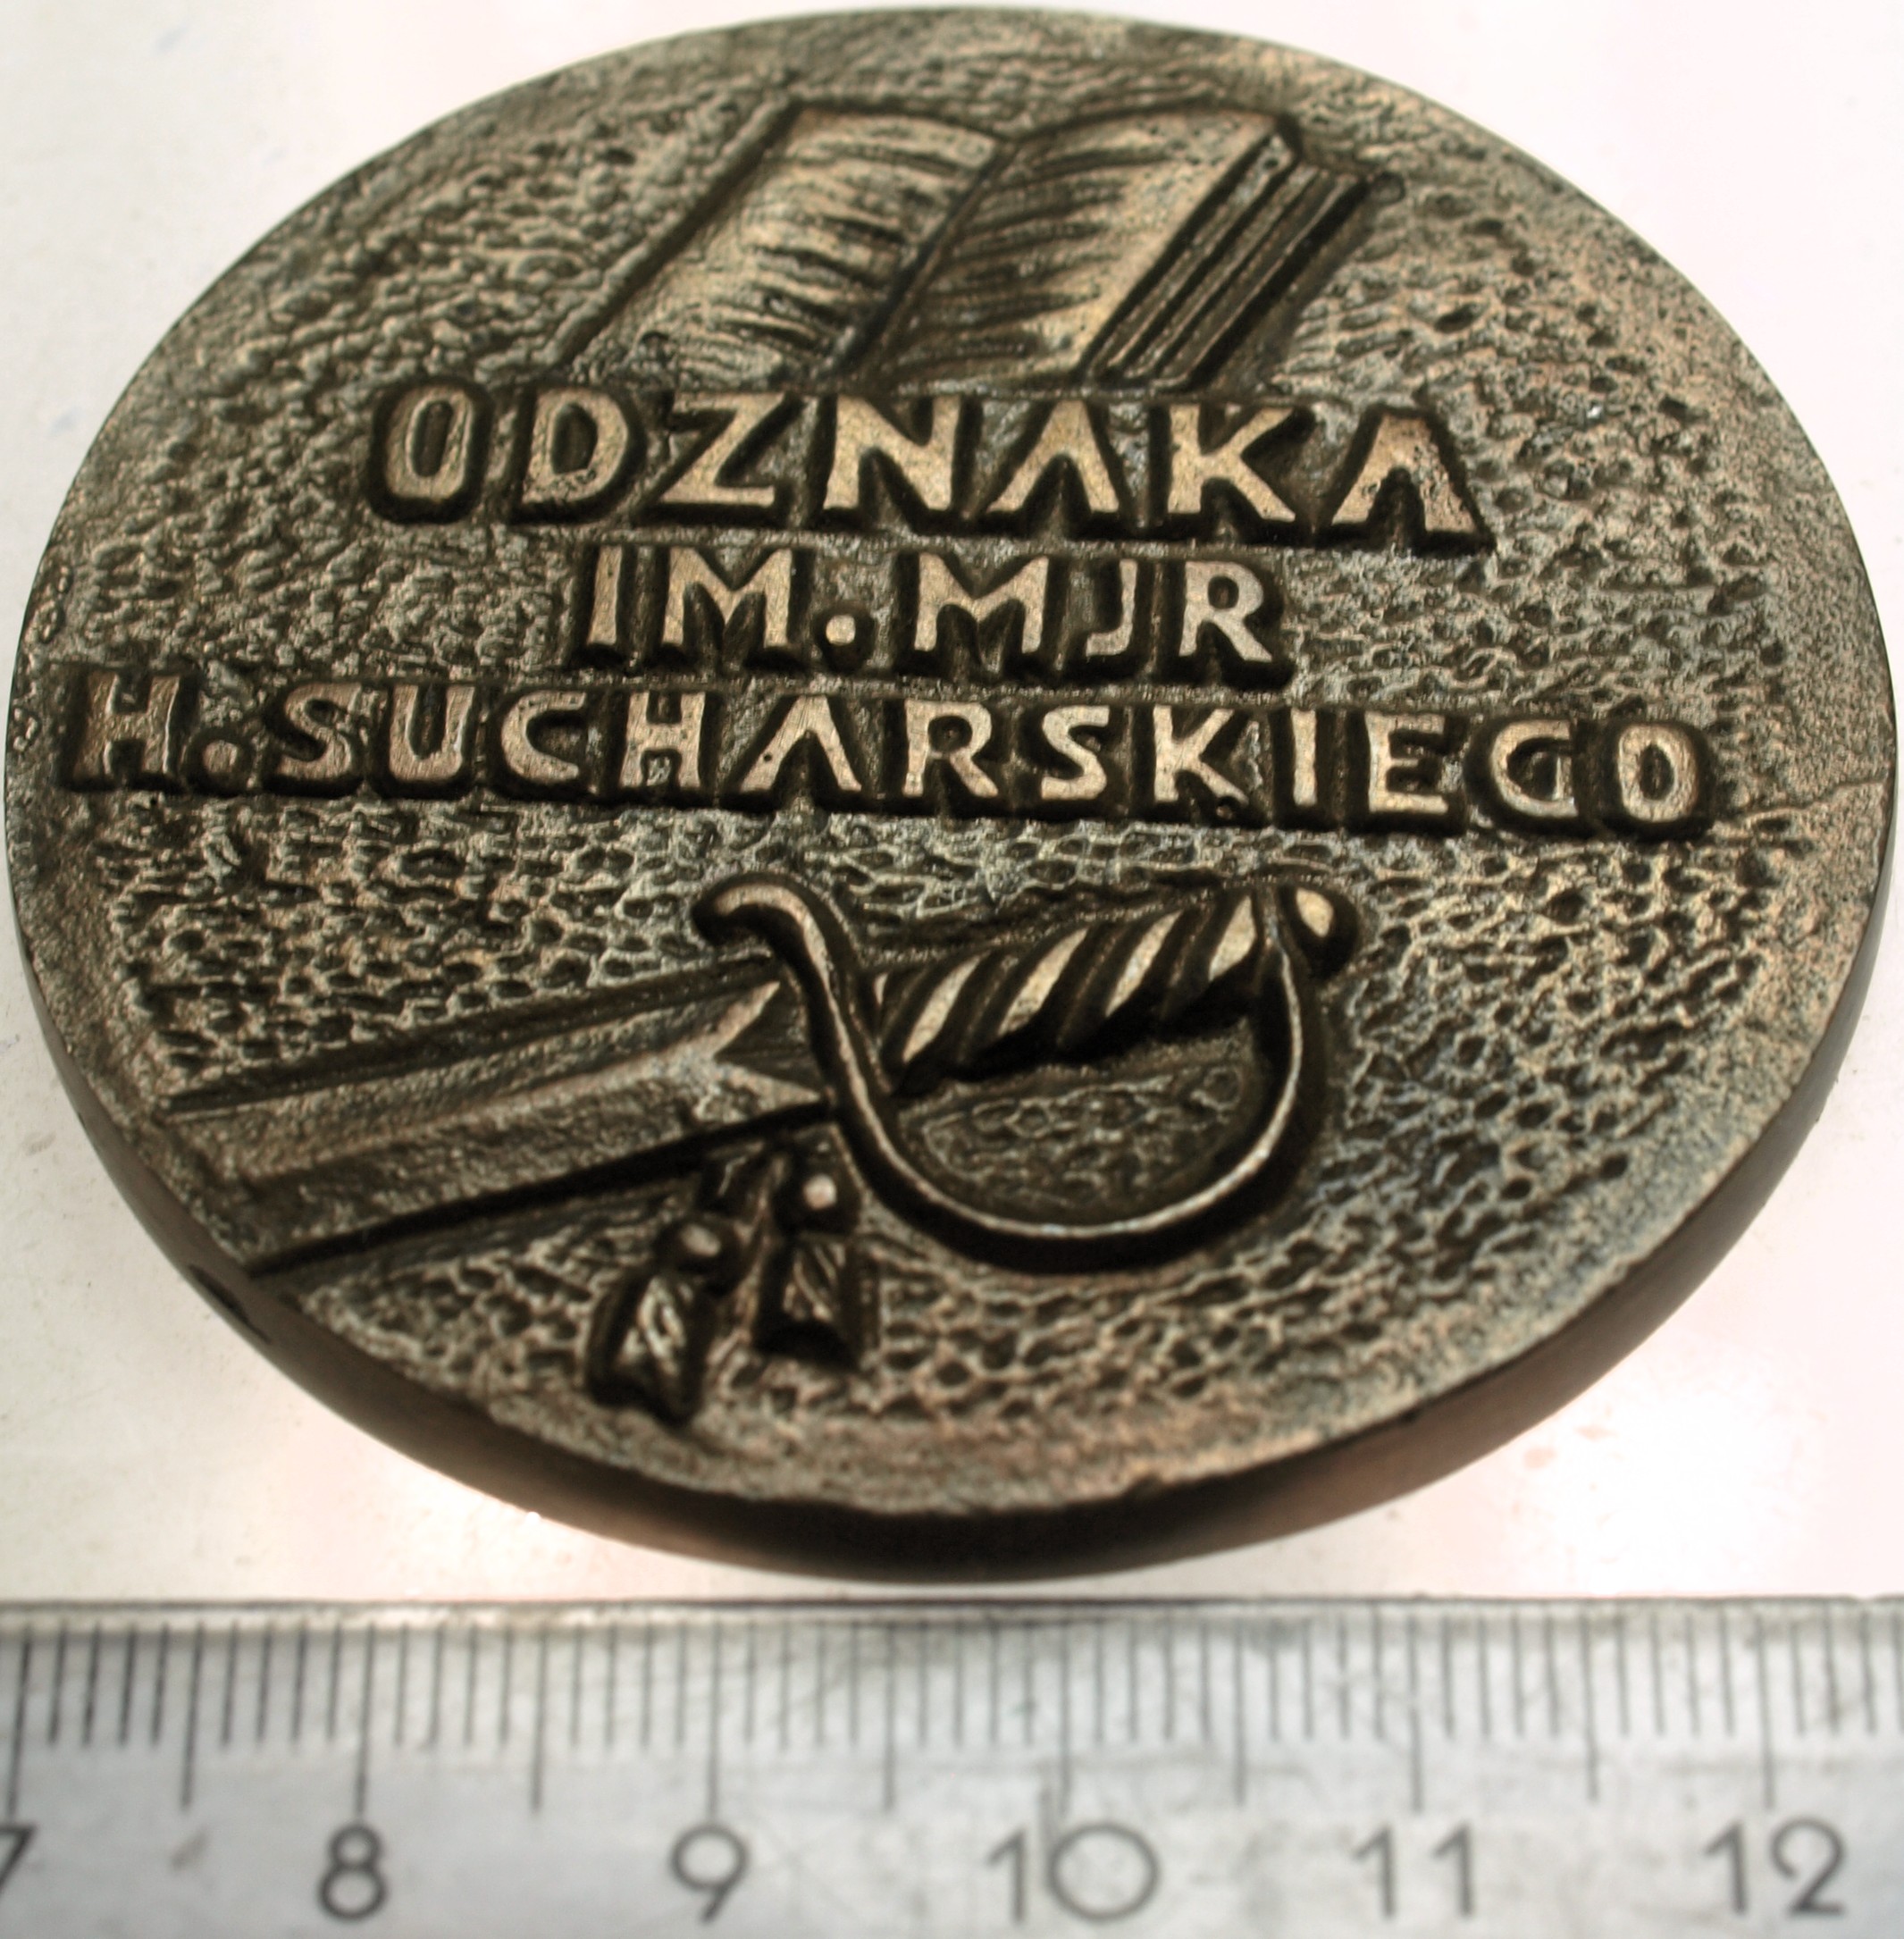 ODZNAKA
IM. MJR
H. SUCHARSKIEGO
7 8 9 10 11 12